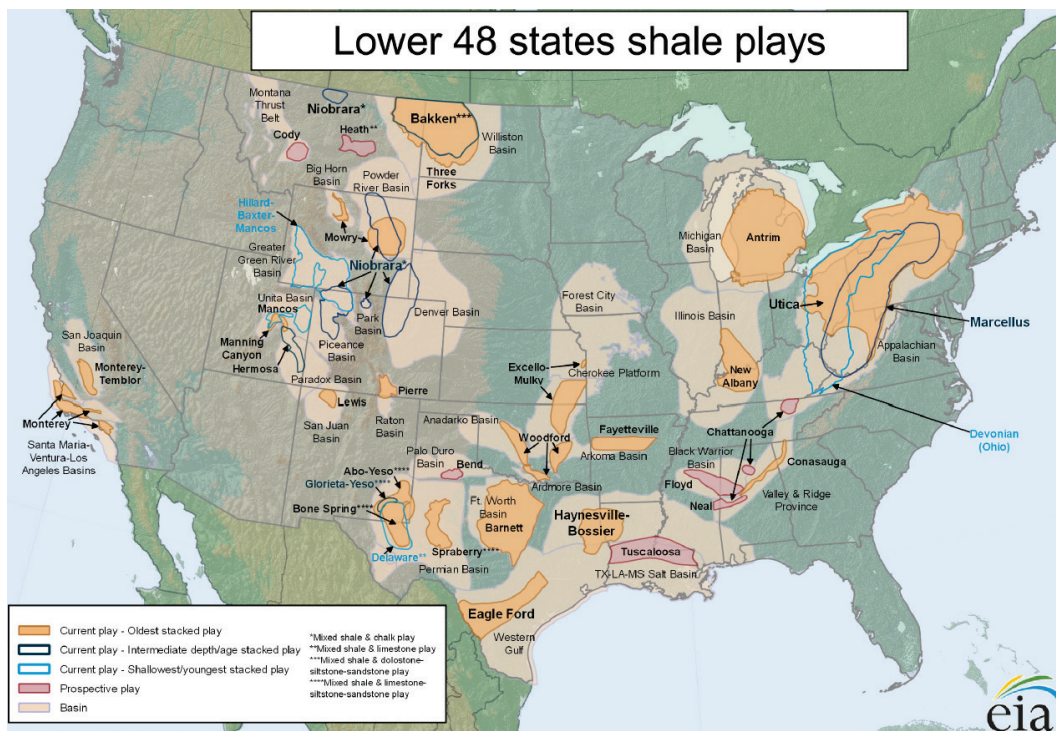 Lower 48 states shale plays
Montana
Thrust
Belt
Niobrara*
Bakken***
Cody
Heath**
Williston
Basin
Big Horn
Basin
Powder
River Basin
Three
Forks
Hillard-
Baxter-
Mancos
Mowry
Michigan
Basin
Antrim
Greater
Green River
Basin
Niobrara*
Unita Basin
Mancos
Park
Basin
Denver Basin
Forest City
Basin
Illinois Basin
Utica
Marcellus
Appalachian
Basin
San Joaquin
Basin
Manning
Canyon
Piceance
Basin
Hermosa
Monterey-
Temblor
Paradox Basin
Excello-
Mulky
Cherokee Platform
New
Albany
Pierre
Lewis
Monterey
San Juan
Basin
Raton
Basin
Anadarko Basin
Woodford
Fayetteville
Chattanooga
Devonian
(Ohio)
Santa Maria-
Ventura-Los
Angeles Basins
Palo Duro
Basin
Bend
Arkoma Basin
Black Warrior
Basin
Conasauga
Abo-Yeso****
Glorieta-Yeso****
Ardmore Basin
Floyd
Neal
Valley & Ridge
Province
Bone Spring****
Ft. Worth
Basin
Barnett
Haynesville-
Bossier
Delaware**
Spraberry****
Permian Basin
Tuscaloosa
TX-LA-MS Salt Basin
Eagle Ford
Western
Gulf
Current play - Oldest stacked play
Current play - Intermediate depth/age stacked play
Current play - Shallowest/youngest stacked play
Prospective play
Basin
*Mixed shale & chalk play
**Mixed shale & limestone play
***Mixed shale & dolostone-
siltstone-sandstone play
****Mixed shale & limestone-
siltstone-sandstone play
eia